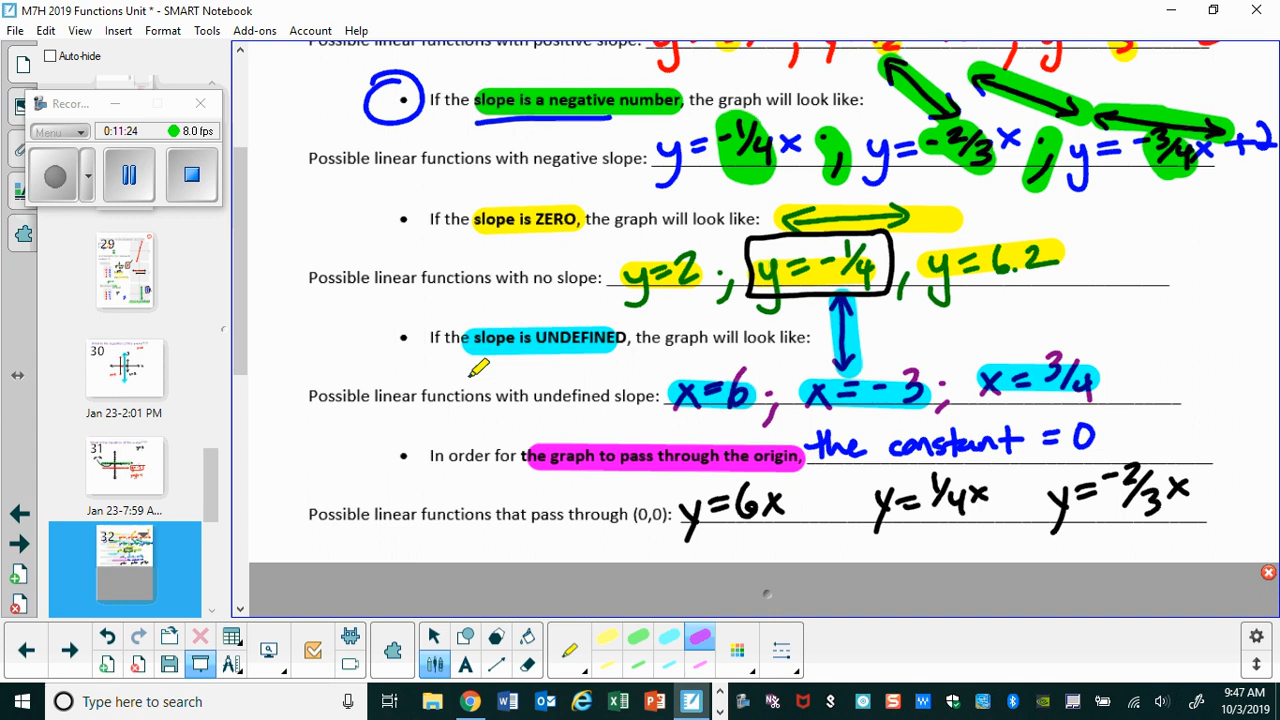 M7H 2019 Functions Unit * - SMART Notebook
File Edit View Insert Format Tools Add-ons Account Help
Auto-hide
Recor...
Menu 0:11:24 8.0 fps
29
30
Jan 23-2:01 PM
31
Jan 23-7:59 A...
32
Possible linear functions with positive slope:
• If the slope is a negative number, the graph will look like:
Possible linear functions with negative slope: y = -1/4x ; y = -2/3x ; y = -3/4x + 2
• If the slope is ZERO, the graph will look like:
Possible linear functions with no slope: y=2 ; y = -1/4 , y = 6.2
• If the slope is UNDEFINED, the graph will look like:
Possible linear functions with undefined slope: x=6 ; x = -3 ; x = 3/4
• In order for the graph to pass through the origin, the constant = 0
Possible linear functions that pass through (0,0): y=6x y=1/4x y=-2/3x
Type here to search
9:47 AM
10/3/2019